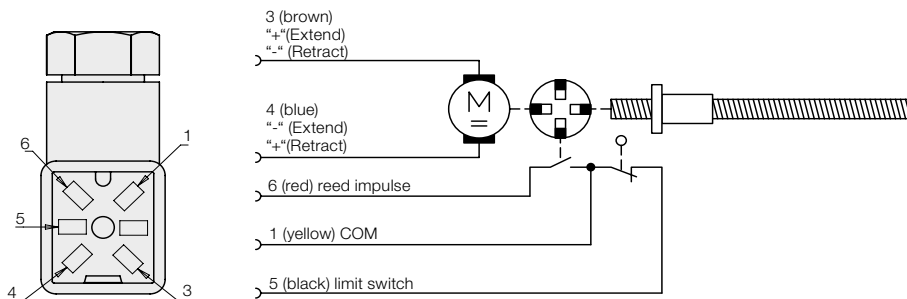 3 (brown)
“+“(Extend)
“-“ (Retract)
4 (blue)
“-“ (Extend)
“+“(Retract)
6 (red) reed impulse
1 (yellow) COM
5 (black) limit switch
M
6
1
5
4
3